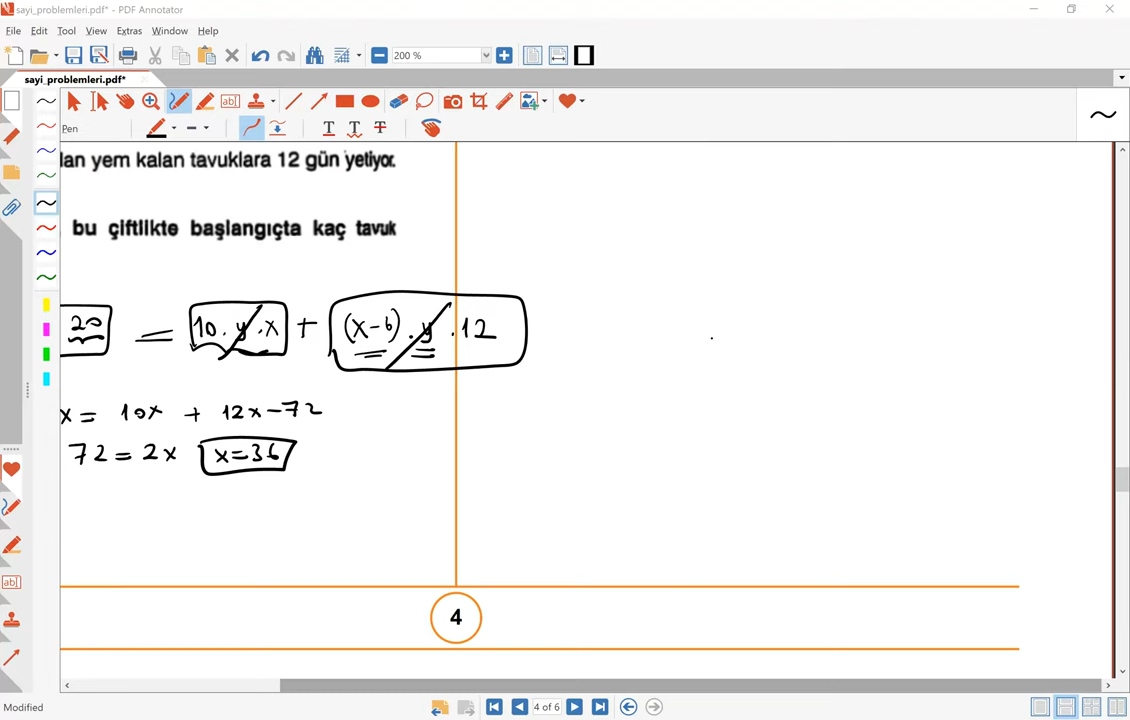 sayi_problemleri.pdf* - PDF Annotator
File Edit Tool View Extras Window Help
200 %
sayi_problemleri.pdf*
Pen
lan yem kalan tavuklara 12 gün yetiyor.
bu çiftlikte başlangıçta kaç tavuk
20 = 10.y.x + (x-6).y.12
x = 10x + 12x-72
72 = 2x x=36
4
4 of 6
Modified